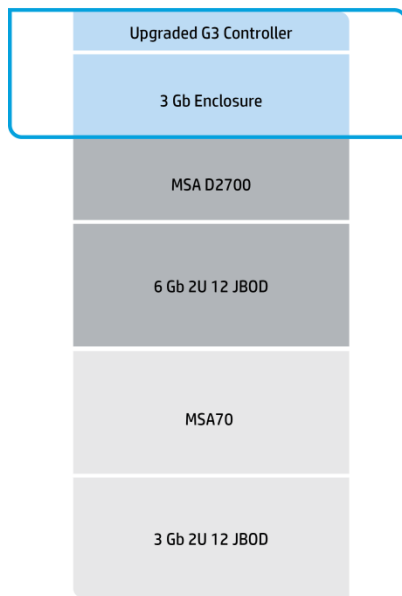 Upgraded G3 Controller
3 Gb Enclosure
MSA D2700
6 Gb 2U 12 JBOD
MSA70
3 Gb 2U 12 JBOD